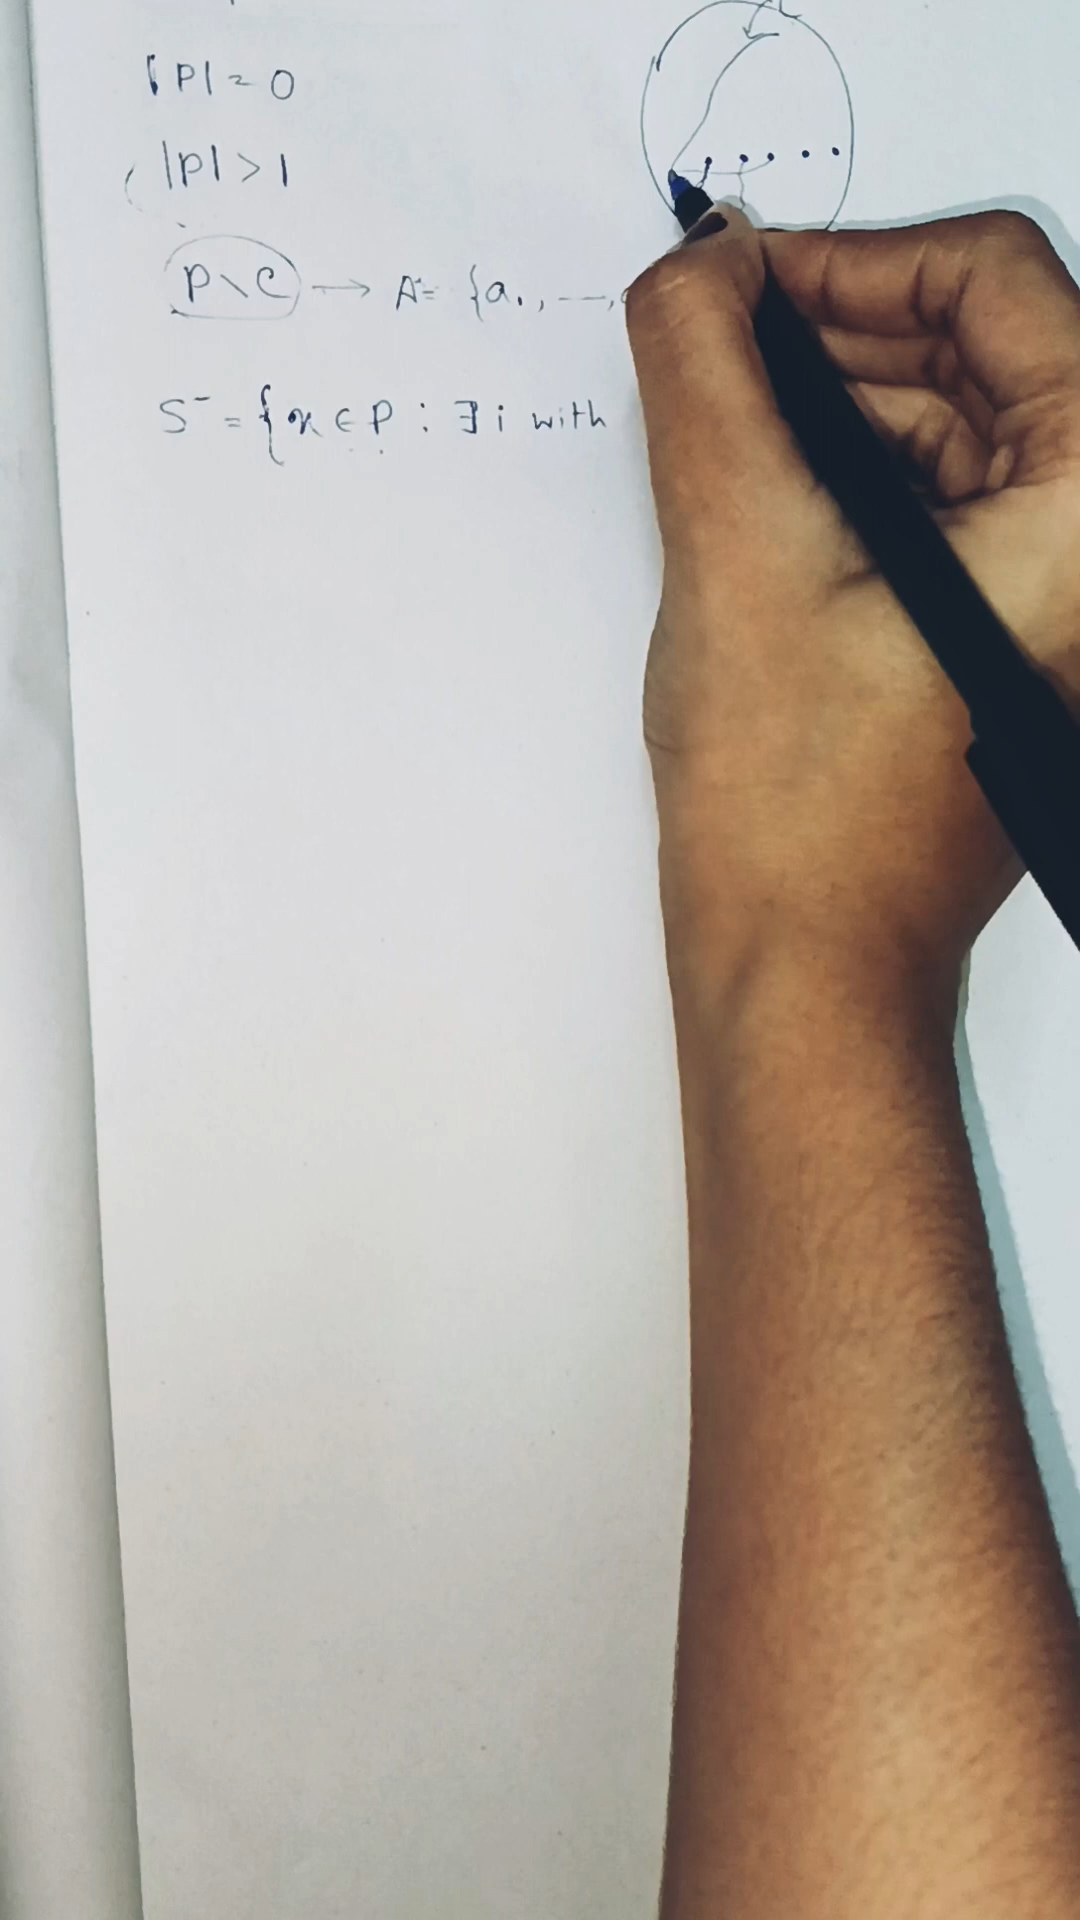 |P| = 0
|P| > 1
P \ C → A = {a₁, —,
S⁻ = { x ∈ P : ∃ i with